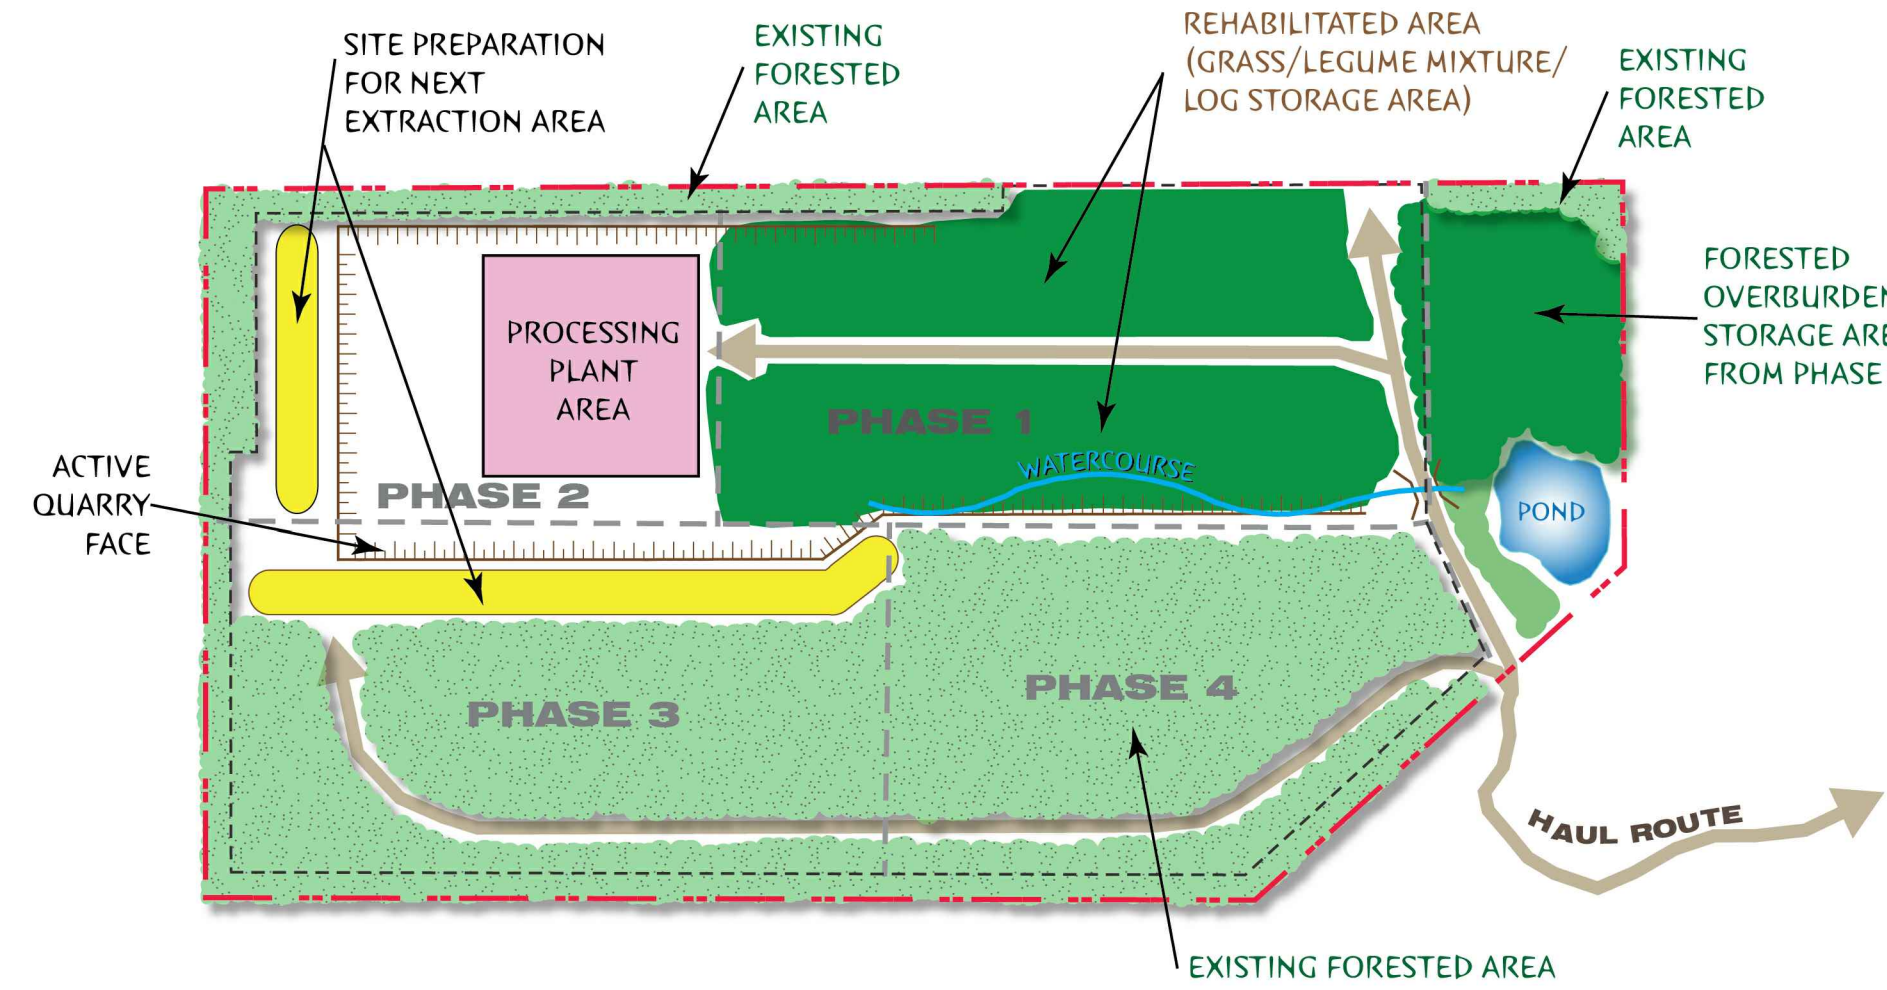 SITE PREPARATION
FOR NEXT
EXTRACTION AREA
EXISTING
FORESTED
AREA
REHABILITATED AREA
(GRASS/LEGUME MIXTURE/
LOG STORAGE AREA)
EXISTING
FORESTED
AREA
FORESTED
OVERBURDEN
STORAGE ARE
FROM PHASE
PROCESSING
PLANT
AREA
PHASE 1
WATERCOURSE
ACTIVE
QUARRY
FACE
PHASE 2
POND
PHASE 3
PHASE 4
HAUL ROUTE
EXISTING FORESTED AREA